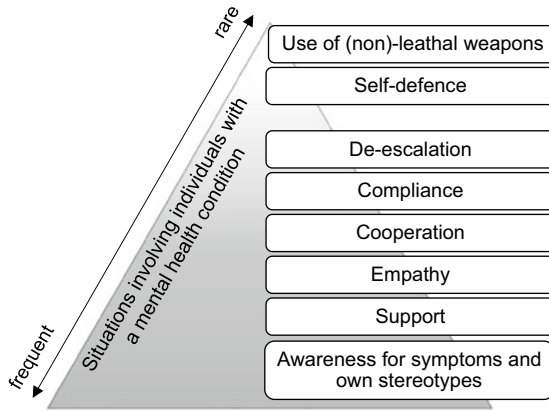 rare
Use of (non)-leathal weapons
Self-defence
De-escalation
Compliance
Cooperation
Empathy
Support
Awareness for symptoms and
own stereotypes
Situations involving individuals with
a mental health condition
frequent